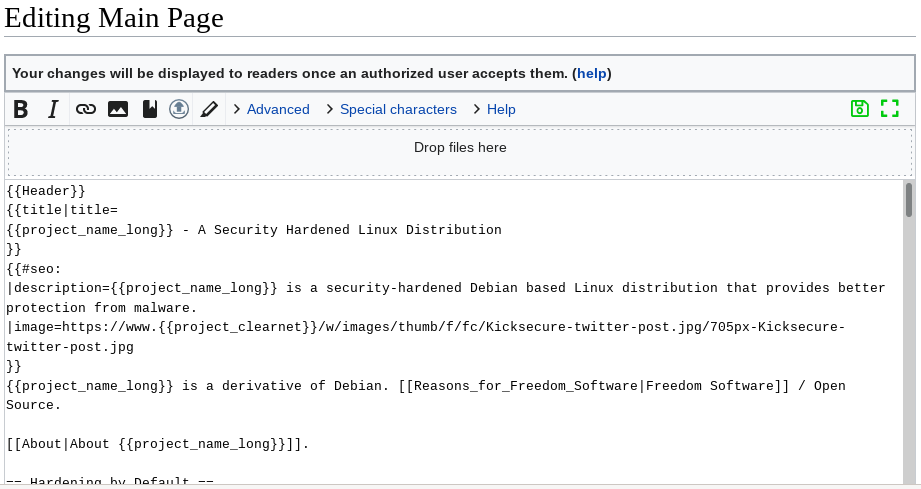 Editing Main Page
Your changes will be displayed to readers once an authorized user accepts them. (help)
B I Advanced Special characters Help
Drop files here
{{Header}}
{{title|title=
{{project_name_long}} - A Security Hardened Linux Distribution
}}
{{#seo:
|description={{project_name_long}} is a security-hardened Debian based Linux distribution that provides better
protection from malware.
|image=https://www.{{project_clearnet}}/w/images/thumb/f/fc/Kicksecure-twitter-post.jpg/705px-Kicksecure-
twitter-post.jpg
}}
{{project_name_long}} is a derivative of Debian. [[Reasons_for_Freedom_Software|Freedom Software]] / Open
Source.
[[About|About {{project_name_long}}]].
== Hardening by Default ==